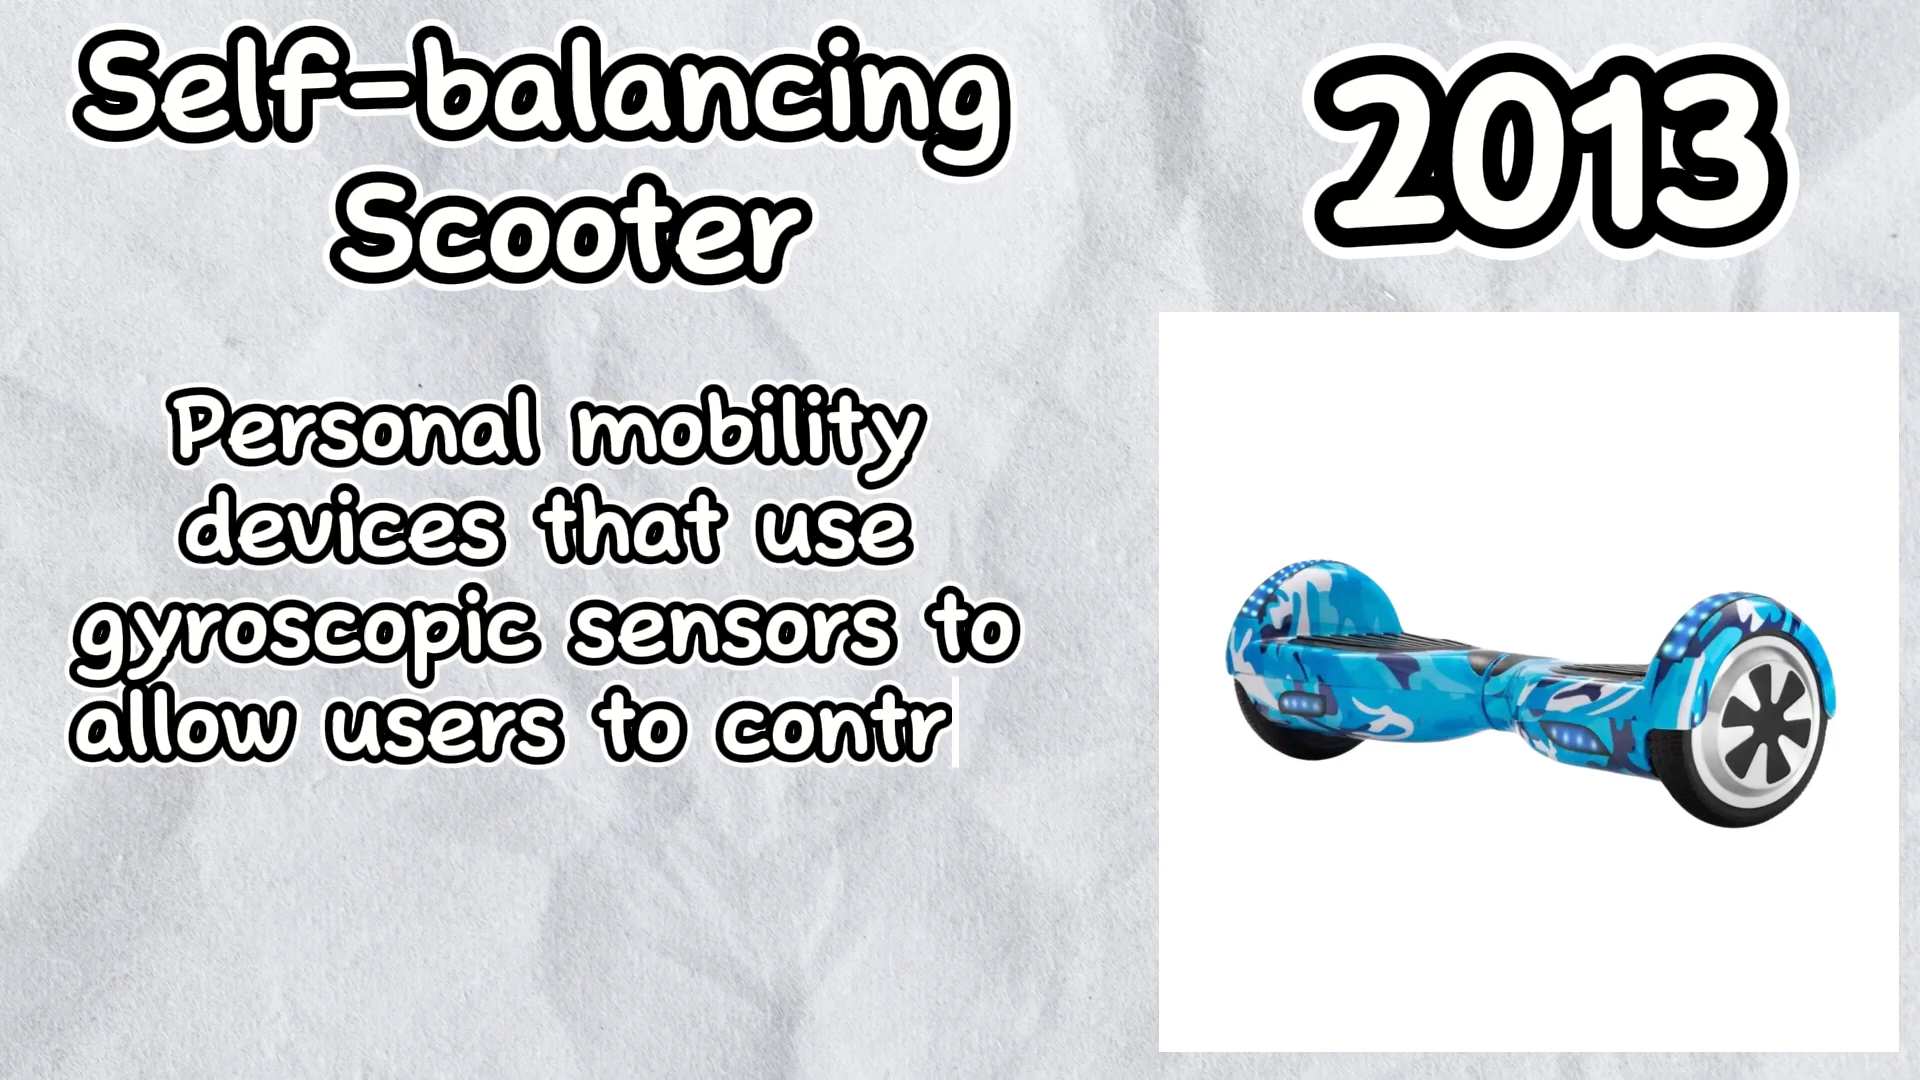 Self-balancing
Scooter
2013
Personal mobility
devices that use
gyroscopic sensors to
allow users to contr